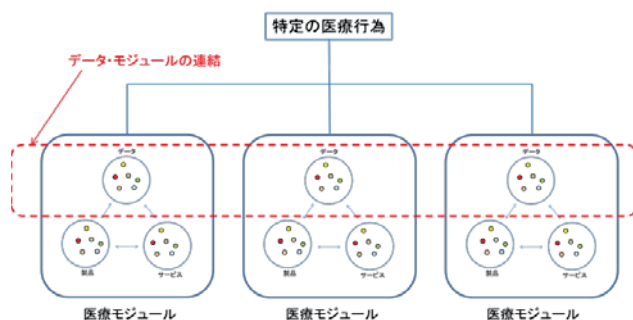 特定の医療行為
データ・モジュールの連結
データ
データ
データ
製品
サービス
製品
サービス
製品
サービス
医療モジュール
医療モジュール
医療モジュール